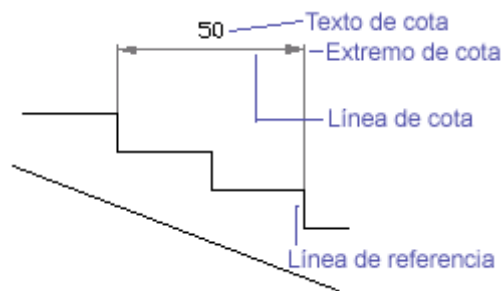 50
Texto de cota
Extremo de cota
Línea de cota
Línea de referencia